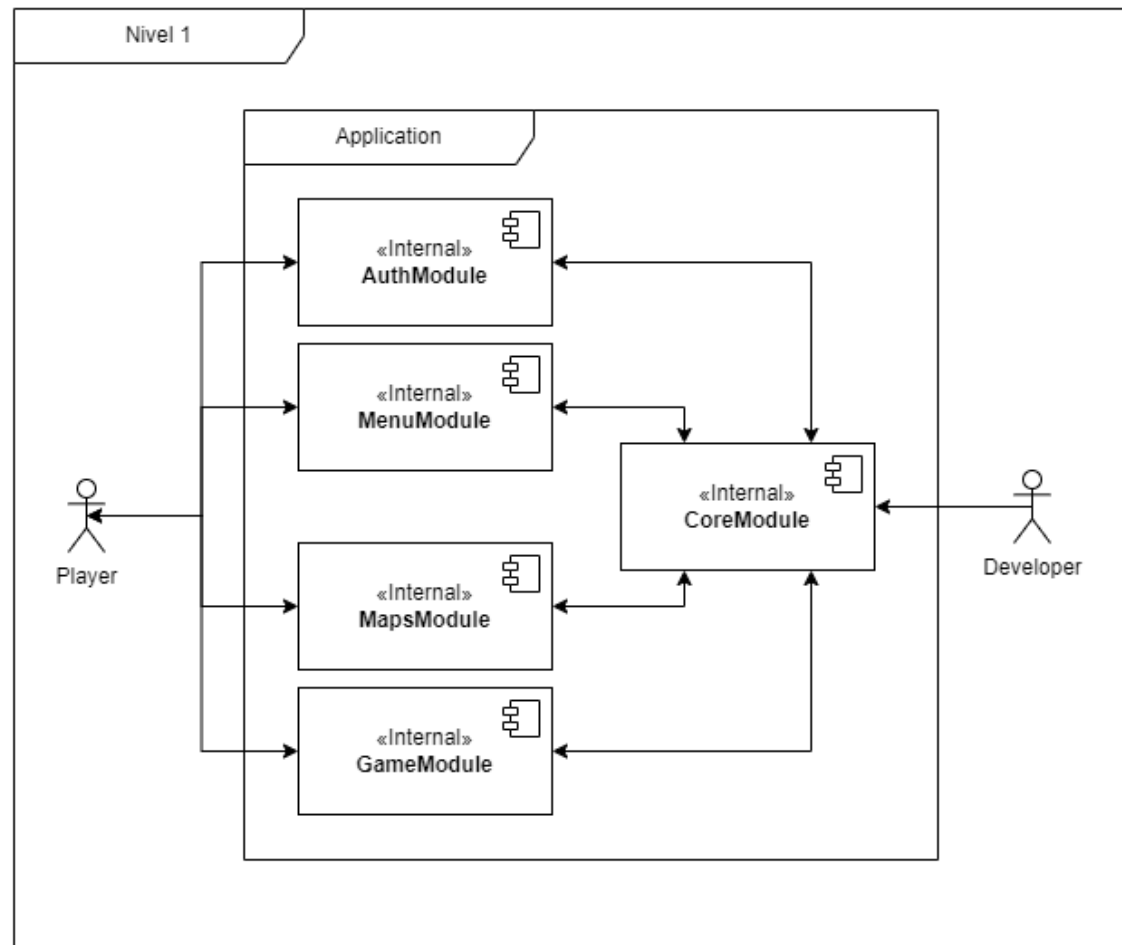 Nivel 1
Application
«Internal»
AuthModule
«Internal»
MenuModule
«Internal»
CoreModule
Player
Developer
«Internal»
MapsModule
«Internal»
GameModule